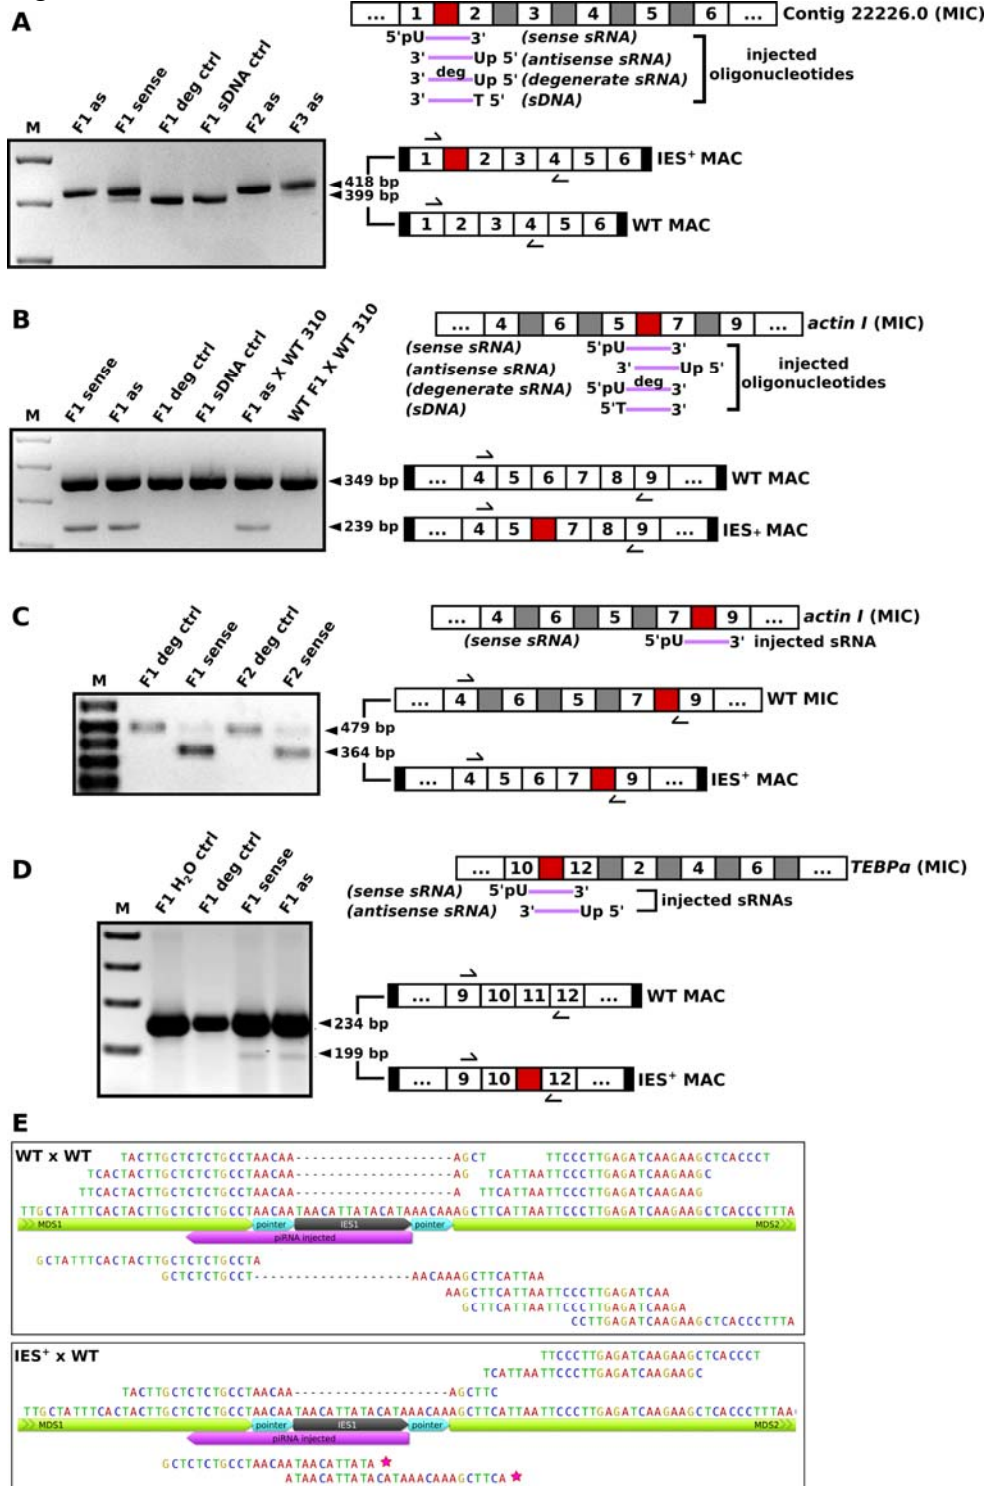 A
... 1 2 3 4 5 6 ... Contig 22226.0 (MIC)
5'pU 3' (sense sRNA)
3' Up 5' (antisense sRNA)
3' deg Up 5' (degenerate sRNA)
3' T 5' (sDNA)
injected
oligonucleotides
M F1 as F1 sense F1 deg ctrl F1 sDNA ctrl F2 as F3 as
418 bp
399 bp
1 2 3 4 5 6 IES+ MAC
1 2 3 4 5 6 WT MAC
B
... 4 6 5 7 9 ... actin I (MIC)
(sense sRNA) 5'pU 3'
(antisense sRNA) 3' Up 5'
(degenerate sRNA) 5'pU deg 3'
(sDNA) 5'T 3'
injected
oligonucleotides
M F1 sense F1 as F1 deg ctrl F1 sDNA ctrl F1 as X WT 310 WT F1 X WT 310
349 bp
239 bp
... 4 5 6 7 8 9 ... WT MAC
... 4 5 7 8 9 ... IES+ MAC
C
... 4 6 5 7 9 ... actin I (MIC)
(sense sRNA) 5'pU 3' injected sRNA
M F1 deg ctrl F1 sense F2 deg ctrl F2 sense
479 bp
364 bp
... 4 6 5 7 9 ... WT MIC
... 4 5 6 7 9 ... IES+ MAC
D
... 10 12 2 4 6 ... TEBPα (MIC)
(sense sRNA) 5'pU 3'
(antisense sRNA) 3' Up 5'
injected sRNAs
M F1 H2O ctrl F1 deg ctrl F1 sense F1 as
234 bp
199 bp
... 9 10 11 12 ... WT MAC
... 9 10 12 ... IES+ MAC
E
WT x WT
TACTTGCTCTCTGCCTAACAA-------------------AGCT TTCCCTTGAGATCAAGAAGCTCACCCT
TCACTACTTGCTCTCTGCCTAACAA-------------------AG TCATTAATTCCCTTGAGATCAAGAAGC
TTCACTACTTGCTCTCTGCCTAACAA-------------------A TTCATTAATTCCCTTGAGATCAAGAAG
TTGCTATTTCACTACTTGCTCTCTGCCTAACAATAACATTATACATAAACAAAGCTTCATTAATTCCCTTGAGATCAAGAAGCTCACCCTTTA
MDS1 pointer IES1 pointer MDS2
piRNA injected
GCTATTTCACTACTTGCTCTCTGCCTA
GCTCTCTGCCT-------------------AACAAAGCTTCATTAA
AAGCTTCATTAATTCCCTTGAGATCAA
GCTTCATTAATTCCCTTGAGATCAAGA
CCTTGAGATCAAGAAGCTCACCCTTTA
IES+ x WT
TTCCCTTGAGATCAAGAAGCTCACCCT
TCATTAATTCCCTTGAGATCAAGAAGC
TACTTGCTCTCTGCCTAACAA-------------------AGCTTC
TTGCTATTTCACTACTTGCTCTCTGCCTAACAATAACATTATACATAAACAAAGCTTCATTAATTCCCTTGAGATCAAGAAGCTCACCCTTTAA
MDS1 pointer IES1 pointer MDS2
piRNA injected
GCTCTCTGCCTAACAATAACATTATA
ATAACATTATACATAAACAAAGCTTCA